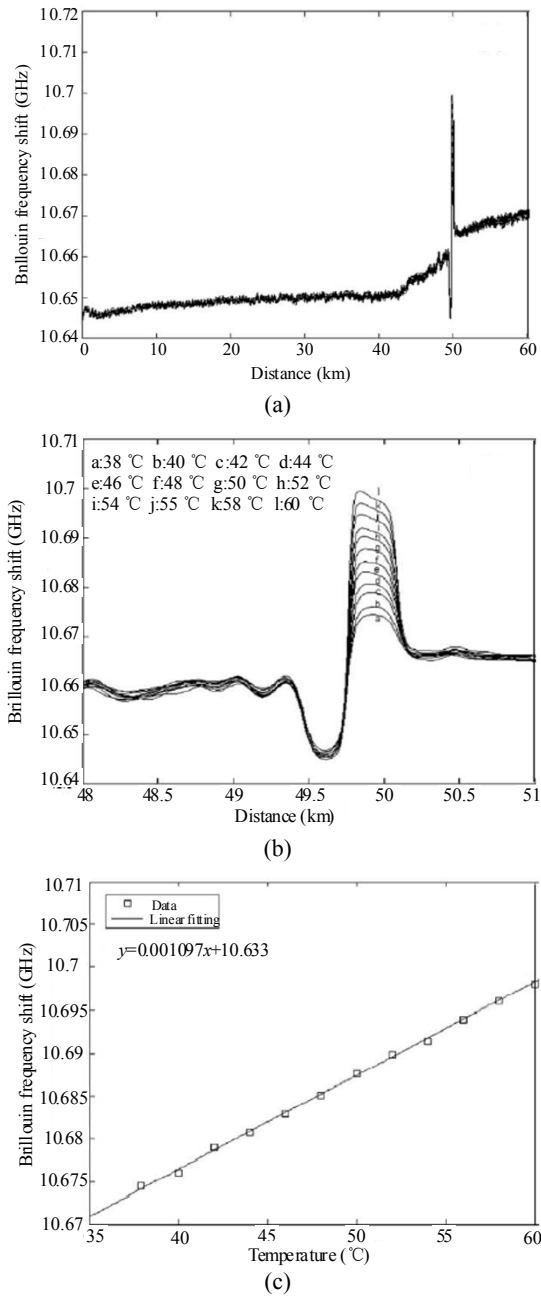 10.72
10.71
10.7
10.69
10.67
10.65
10.64
Bnllouin frequency shift (GHz)
0 10 20 30 40 50 60
Distance (km)
(a)
10.71
10.7
10.69
10.68
10.67
10.66
10.65
10.64
Brillouin frequency shift (GHz)
a:38 ℃ b:40 ℃ c:42 ℃ d:44 ℃
e:46 ℃ f:48 ℃ g:50 ℃ h:52 ℃
i:54 ℃ j:55 ℃ k:58 ℃ l:60 ℃
48 48.5 49 49.5 50 50.5 51
Distance (km)
(b)
10.71
10.705
10.7
10.695
10.69
10.685
10.68
10.675
10.67
Brillouin frequency shift (GHz)
Data
Linear fitting
y=0.001097x+10.633
35 40 45 50 55 60
Temperature (℃)
(c)